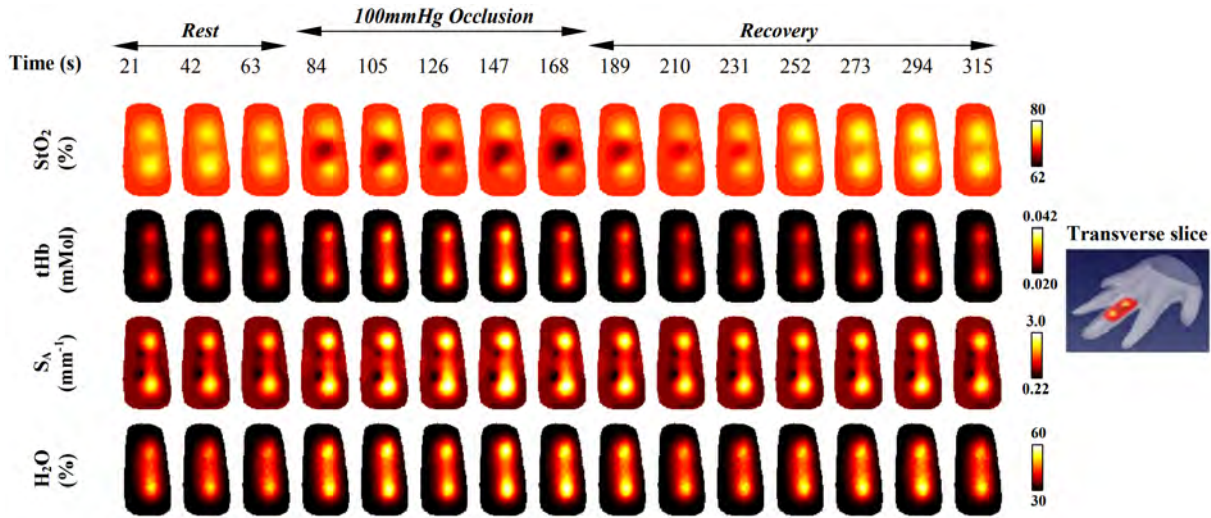 100mmHg Occlusion
Rest
Recovery
Time (s) 21 42 63 84 105 126 147 168 189 210 231 252 273 294 315
StO₂
(%)
80
62
tHb
(mMol)
0.042
0.020
Transverse slice
S_A
(mm⁻¹)
3.0
0.22
H₂O
(%)
60
30